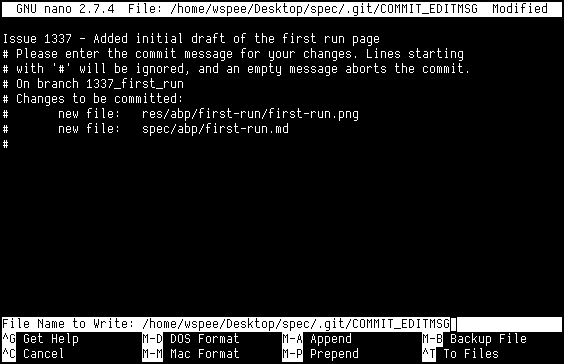 GNU nano 2.7.4  File: /home/wspee/Desktop/spec/.git/COMMIT_EDITMSG  Modified
Issue 1337 - Added initial draft of the first run page
# Please enter the commit message for your changes. Lines starting
# with '#' will be ignored, and an empty message aborts the commit.
# On branch 1337_first_run
# Changes to be committed:
#       new file:   res/abp/first-run/first-run.png
#       new file:   spec/abp/first-run.md
#
File Name to Write: /home/wspee/Desktop/spec/.git/COMMIT_EDITMSG
^G Get Help          M-D DOS Format      M-A Append          M-B Backup File
^C Cancel            M-M Mac Format      M-P Prepend         ^T To Files